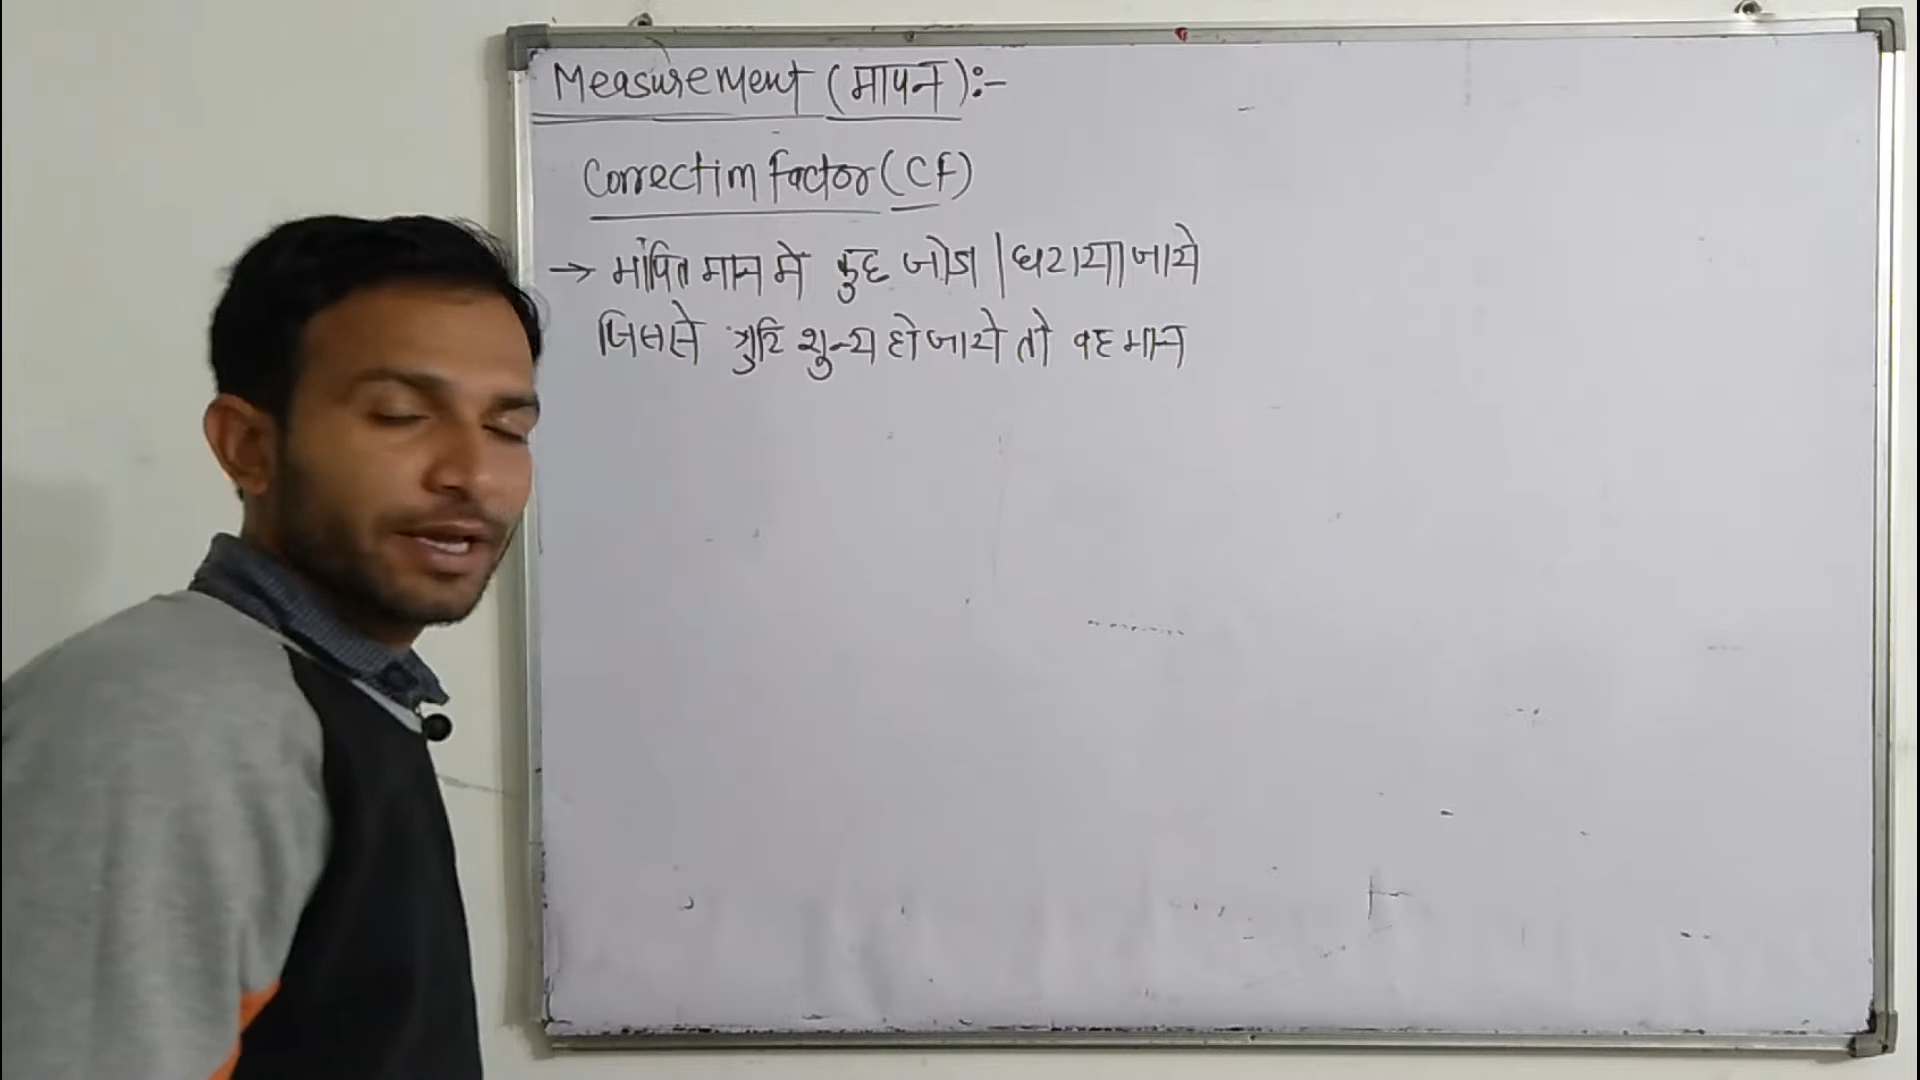 Measurement (मापन):-
Correction factor (CF)
→ मापित मान मे कुछ जोडा | घटाया जाये
जिससे त्रुटि शुन्य हो जाये तो वह मान